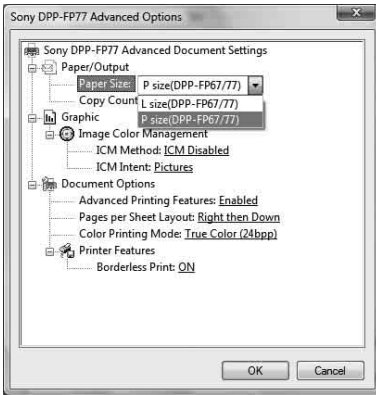 Sony DPP-FP77 Advanced Options
Sony DPP-FP77 Advanced Document Settings
Paper/Output
Paper Size: P size(DPP-FP67/77)
Copy Count
L size(DPP-FP67/77)
P size(DPP-FP67/77)
Graphic
Image Color Management
ICM Method: ICM Disabled
ICM Intent: Pictures
Document Options
Advanced Printing Features: Enabled
Pages per Sheet Layout: Right then Down
Color Printing Mode: True Color (24bpp)
Printer Features
Borderless Print: ON
OK Cancel